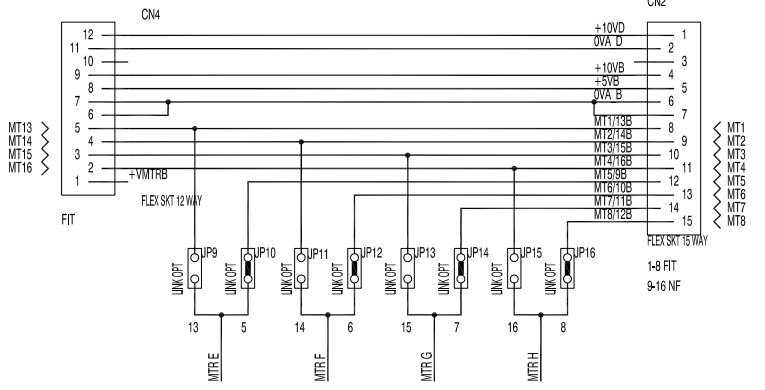 CN4
CN2
12
11
10
9
8
7
6
5
4
3
2
1
+10VD
0VA D
+10VB
+5VB
0VA B
MT1/13B
MT2/14B
MT3/15B
MT4/16B
MT5/9B
MT6/10B
MT7/11B
MT8/12B
1
2
3
4
5
6
7
8
9
10
11
12
13
14
15
MT13
MT14
MT15
MT16
MT1
MT2
MT3
MT4
MT5
MT6
MT7
MT8
+VMTRB
FLEX SKT 12 WAY
FIT
FLEX SKT 15 WAY
1-8 FIT
9-16 NF
JP9
JP10
JP11
JP12
JP13
JP14
JP15
JP16
LINK OPT
LINK OPT
LINK OPT
LINK OPT
LINK OPT
LINK OPT
LINK OPT
LINK OPT
13
5
14
6
15
7
16
8
MTR E
MTR F
MTR G
MTR H